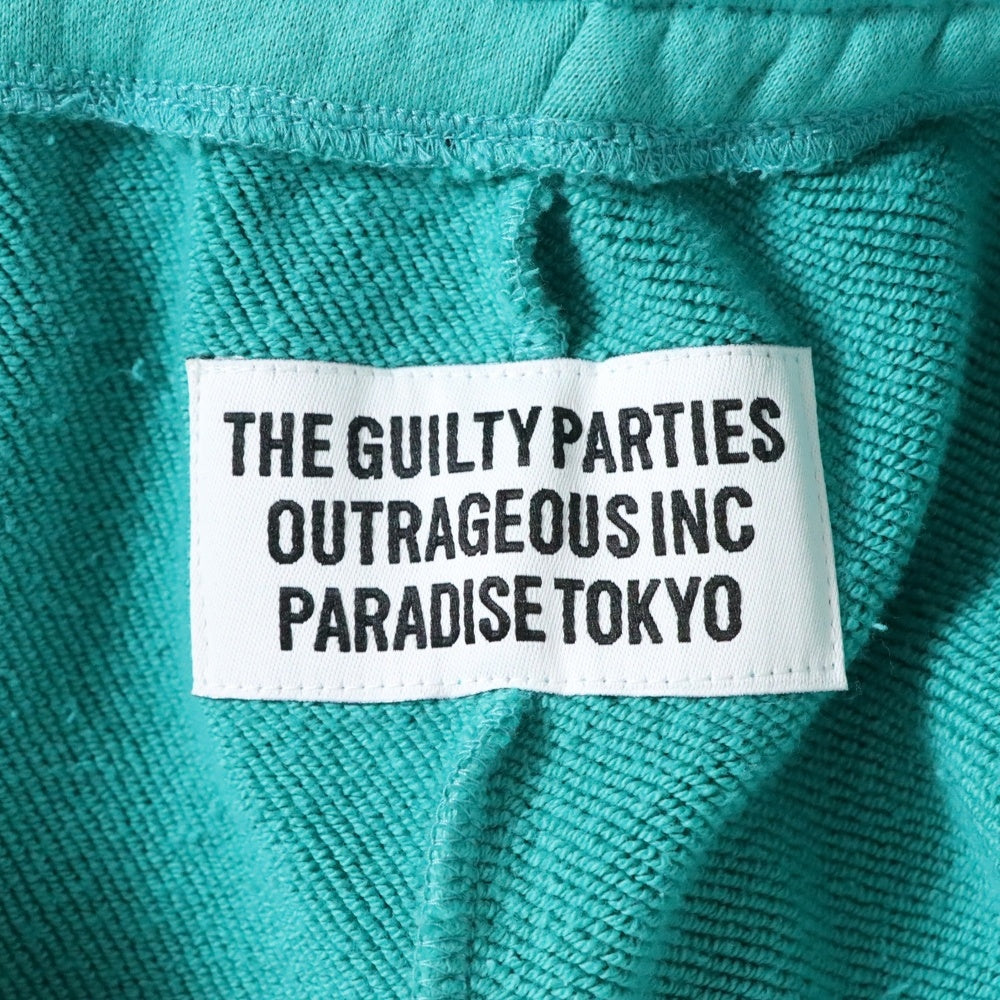 THE GUILTY PARTIES
OUTRAGEOUS INC
PARADISE TOKYO